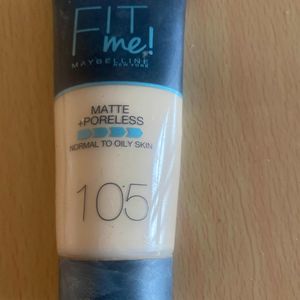 FIT
me!
MAYBELLINE
NEW YORK
MATTE
+PORELESS
NORMAL TO OILY SKIN
105